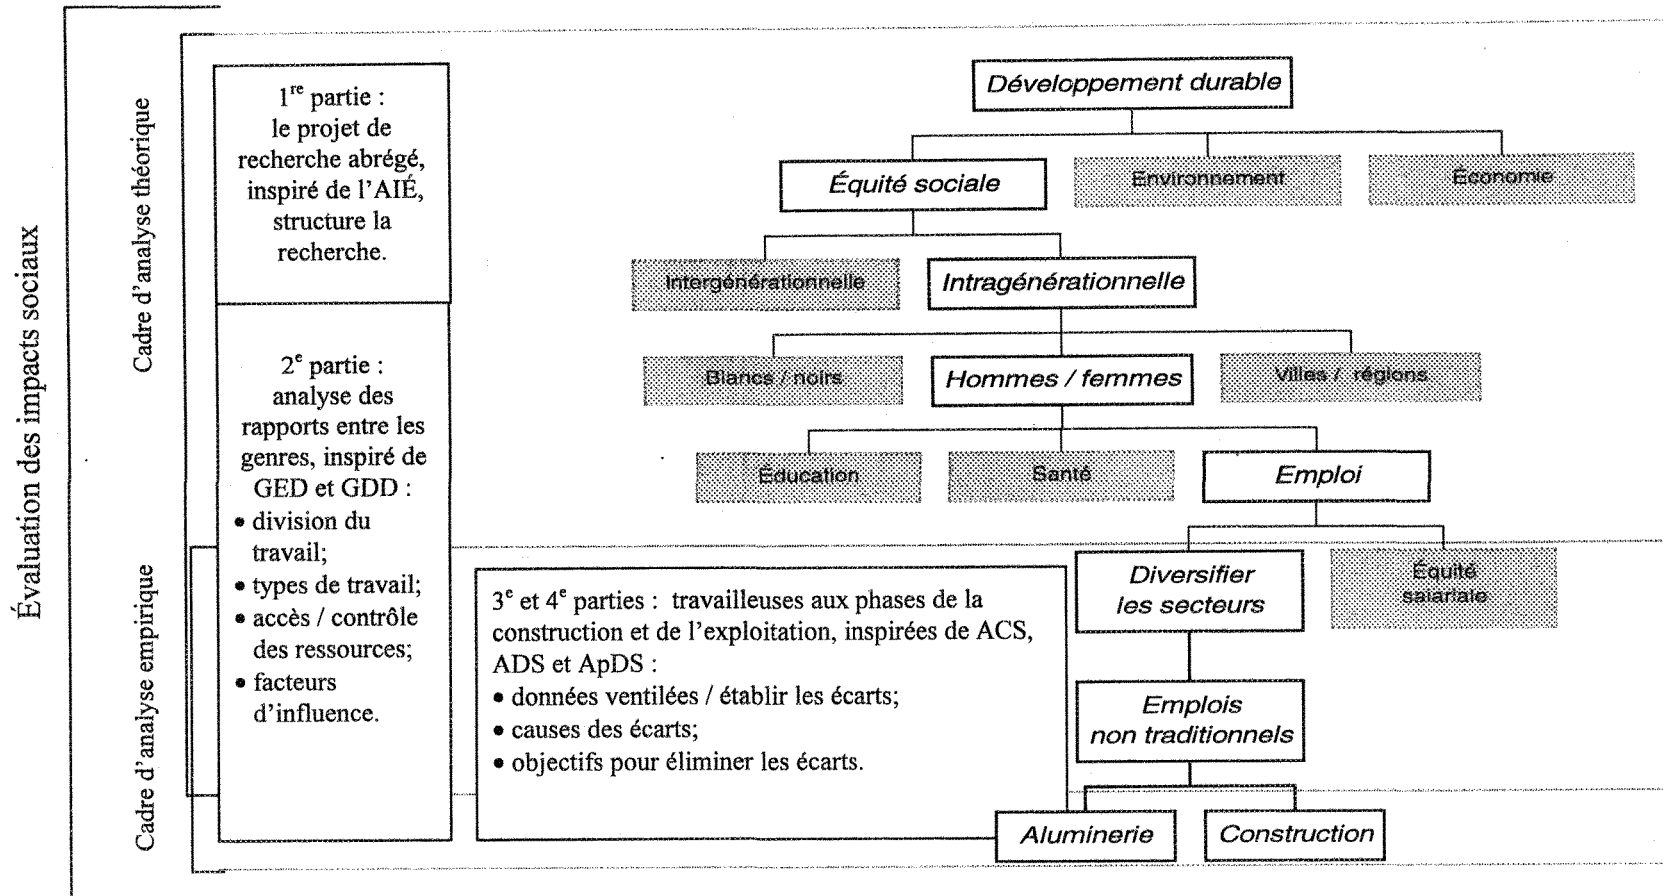 Évaluation des impacts sociaux
Cadre d'analyse théorique
Cadre d'analyse empirique
1re partie :
le projet de
recherche abrégé,
inspiré de l'AIÉ,
structure la
recherche.
2e partie :
analyse des
rapports entre les
genres, inspiré de
GED et GDD :
• division du
travail;
• types de travail;
• accès / contrôle
des ressources;
• facteurs
d'influence.
3e et 4e parties : travailleuses aux phases de la
construction et de l'exploitation, inspirées de ACS,
ADS et ApDS :
• données ventilées / établir les écarts;
• causes des écarts;
• objectifs pour éliminer les écarts.
Développement durable
Équité sociale
Environnement
Économie
Intergénérationnelle
Intragénérationnelle
Blancs / noirs
Hommes / femmes
Villes / régions
Éducation
Santé
Emploi
Diversifier
les secteurs
Équité
salariale
Emplois
non traditionnels
Aluminerie
Construction